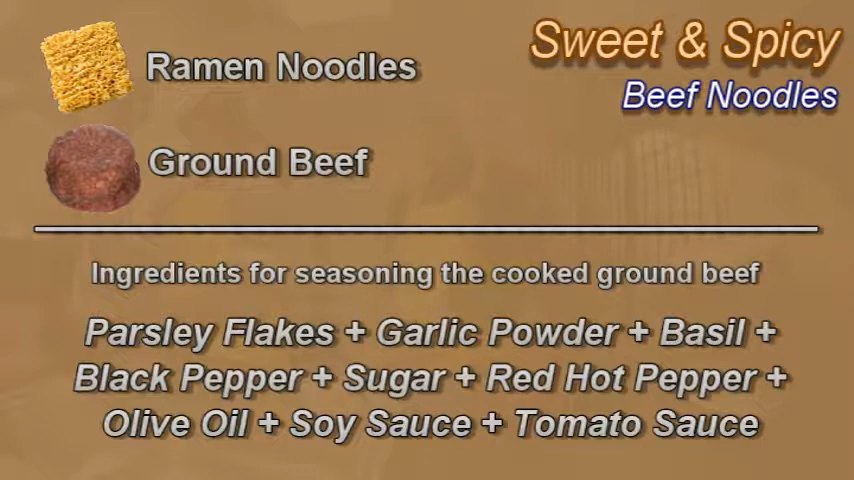 Sweet & Spicy
Beef Noodles
Ramen Noodles
Ground Beef
Ingredients for seasoning the cooked ground beef
Parsley Flakes + Garlic Powder + Basil +
Black Pepper + Sugar + Red Hot Pepper +
Olive Oil + Soy Sauce + Tomato Sauce